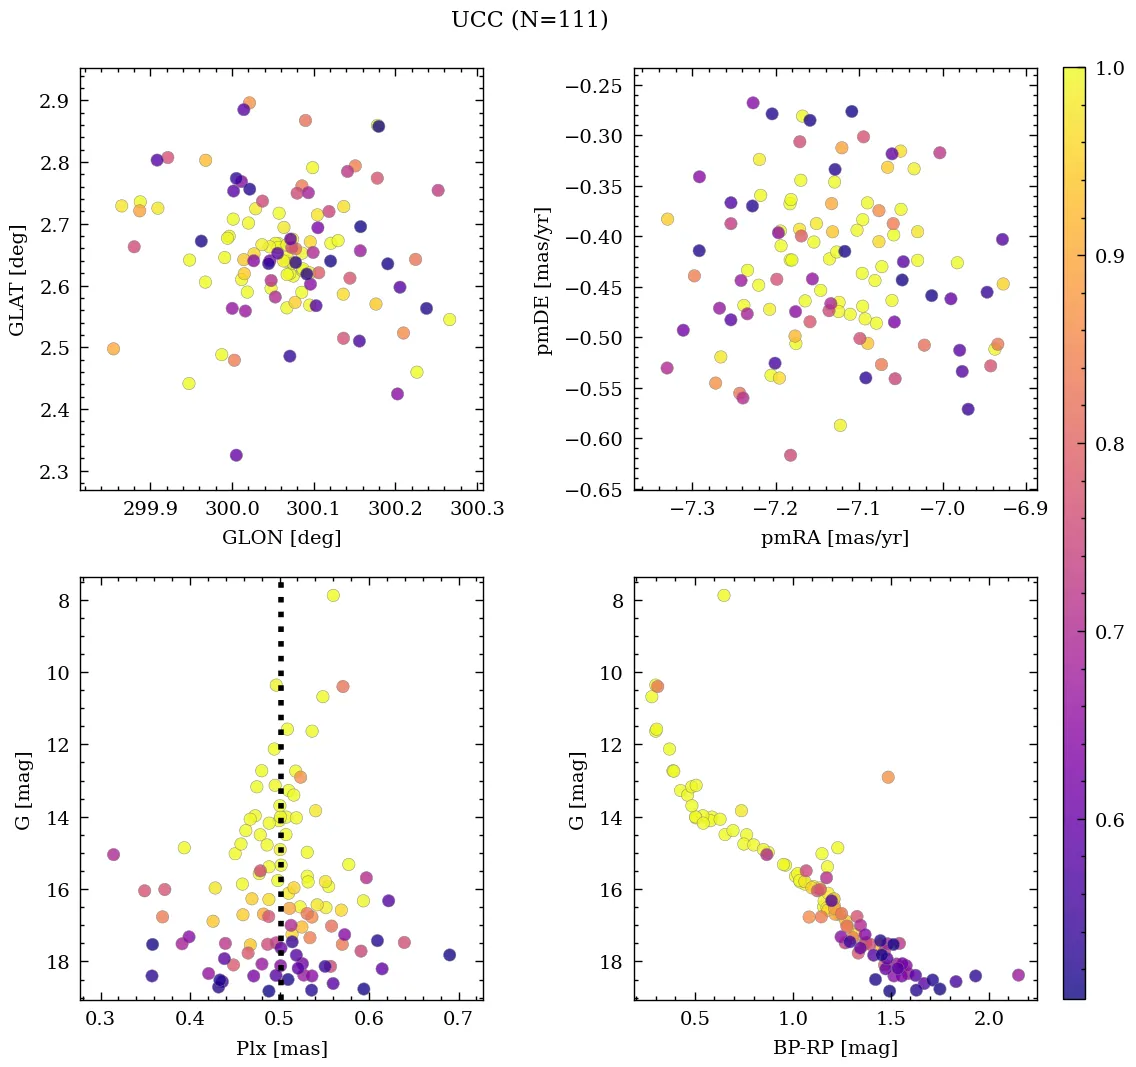 UCC (N=111)
2.9
2.8
2.7
2.6
2.5
2.4
2.3
GLAT [deg]
299.9 300.0 300.1 300.2 300.3
GLON [deg]
−0.25
−0.30
−0.35
−0.40
−0.45
−0.50
−0.55
−0.60
−0.65
pmDE [mas/yr]
−7.3 −7.2 −7.1 −7.0 −6.9
pmRA [mas/yr]
8
10
12
14
16
18
G [mag]
0.3 0.4 0.5 0.6 0.7
Plx [mas]
8
10
12
14
16
18
G [mag]
0.5 1.0 1.5 2.0
BP-RP [mag]
1.0
0.9
0.8
0.7
0.6